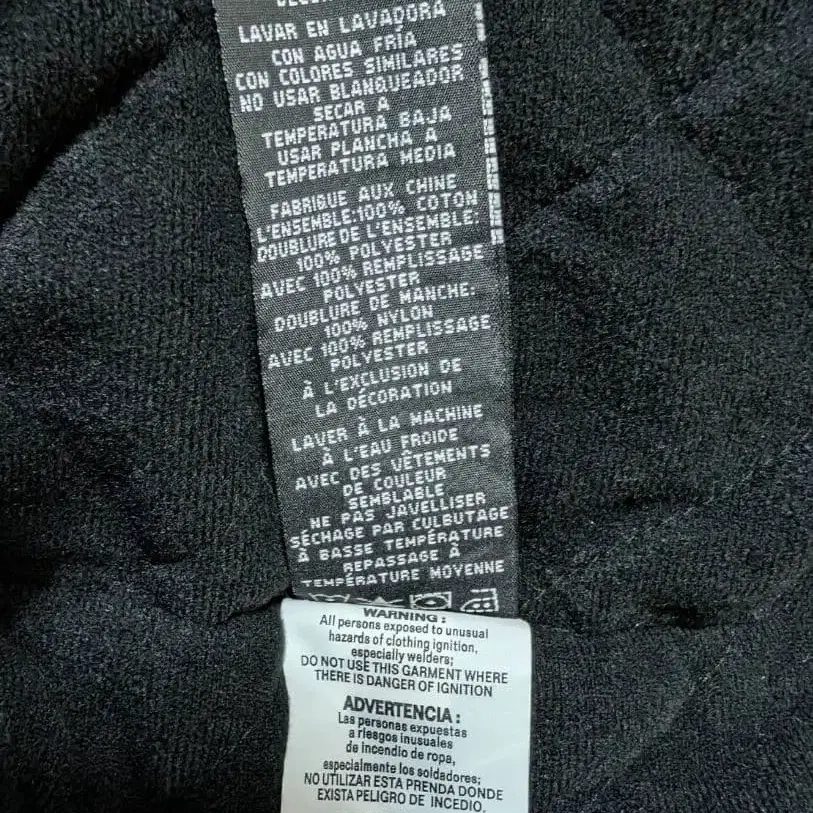 LAVAR EN LAVADORA
CON AGUA FRÍA
CON COLORES SIMILARES
NO USAR BLANQUEADOR
SECAR A
TEMPERATURA BAJA
USAR PLANCHA A
TEMPERATURA MEDIA
FABRIQUE AUX CHINE
L'ENSEMBLE:100% COTON
DOUBLURE DE L'ENSEMBLE:
100% POLYESTER
AVEC 100% REMPLISSAGE
POLYESTER
DOUBLURE DE MANCHE:
100% NYLON
AVEC 100% REMPLISSAGE
POLYESTER
À L'EXCLUSION DE
LA DÉCORATION
LAVER À LA MACHINE
À L'EAU FROIDE
AVEC DES VÊTEMENTS
DE COULEUR
SEMBLABLE
NE PAS JAVELLISER
SÉCHAGE PAR CULBUTAGE
À BASSE TEMPÉRATURE
REPASSAGE À
TEMPÉRATURE MOYENNE
WARNING :
All persons exposed to unusual
hazards of clothing ignition,
especially welders;
DO NOT USE THIS GARMENT WHERE
THERE IS DANGER OF IGNITION
ADVERTENCIA :
Las personas expuestas
a riesgos inusuales
de incendio de ropa,
especialmente los soldadores;
NO UTILIZAR ESTA PRENDA DONDE
EXISTA PELIGRO DE INCEDIO.